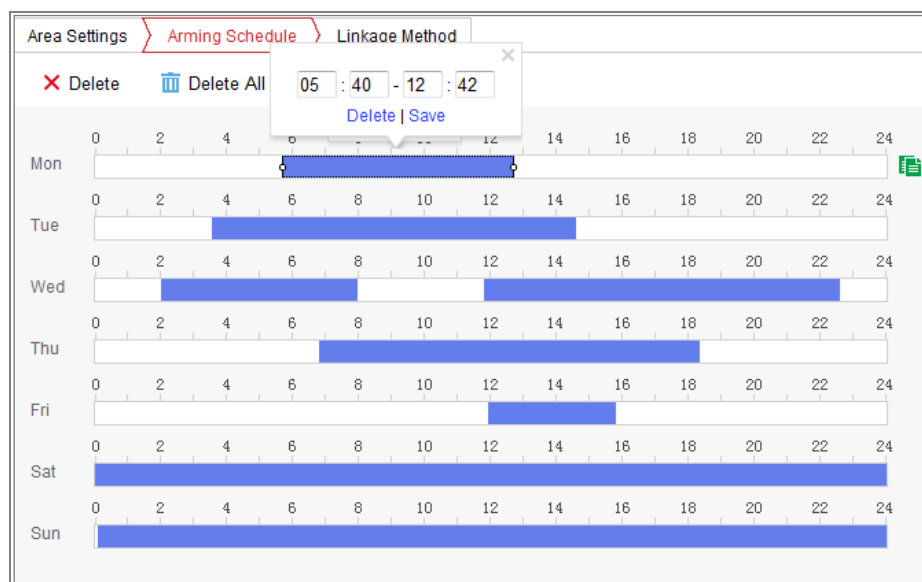 Area Settings Arming Schedule Linkage Method
Delete Delete All
05 : 40 - 12 : 42
Delete | Save
0 2 4 6 12 14 16 18 20 22 24
Mon
0 2 4 6 8 10 12 14 16 18 20 22 24
Tue
0 2 4 6 8 10 12 14 16 18 20 22 24
Wed
0 2 4 6 8 10 12 14 16 18 20 22 24
Thu
0 2 4 6 8 10 12 14 16 18 20 22 24
Fri
0 2 4 6 8 10 12 14 16 18 20 22 24
Sat
0 2 4 6 8 10 12 14 16 18 20 22 24
Sun